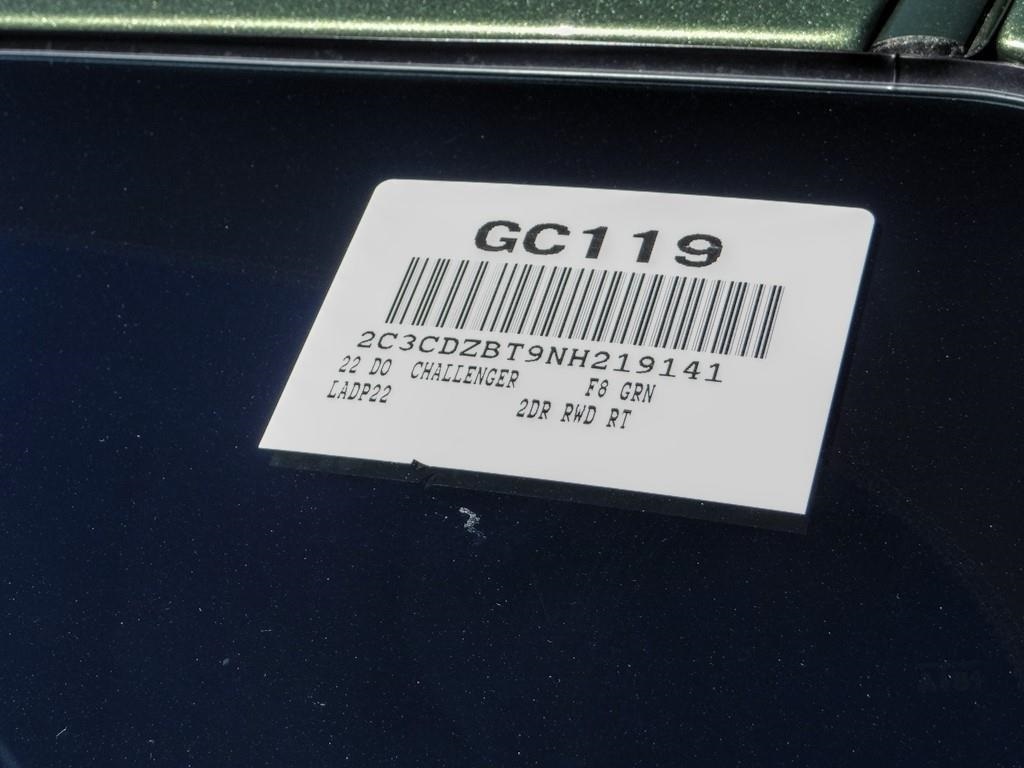 GC119
2C3CDZBT9NH219141
22 DO CHALLENGER F8 GRN
LADP22 2DR RWD RT